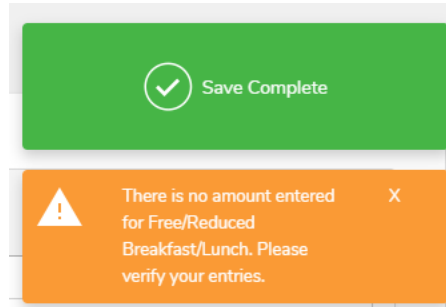 Save Complete
There is no amount entered X
for Free/Reduced
Breakfast/Lunch. Please
verify your entries.